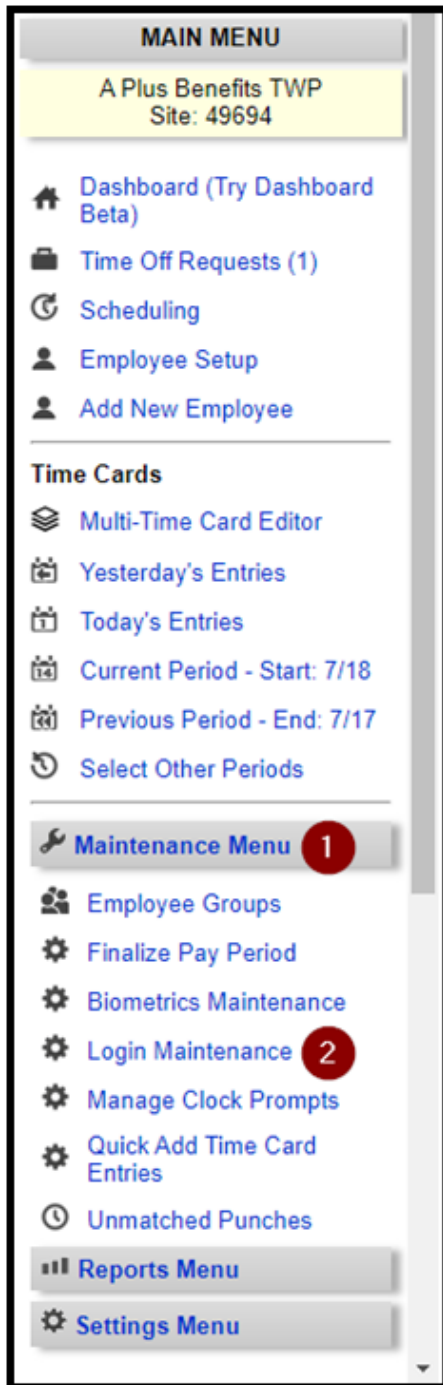 MAIN MENU
A Plus Benefits TWP
Site: 49694
Dashboard (Try Dashboard
Beta)
Time Off Requests (1)
Scheduling
Employee Setup
Add New Employee
Time Cards
Multi-Time Card Editor
Yesterday's Entries
Today's Entries
Current Period - Start: 7/18
Previous Period - End: 7/17
Select Other Periods
Maintenance Menu 1
Employee Groups
Finalize Pay Period
Biometrics Maintenance
Login Maintenance 2
Manage Clock Prompts
Quick Add Time Card
Entries
Unmatched Punches
Reports Menu
Settings Menu